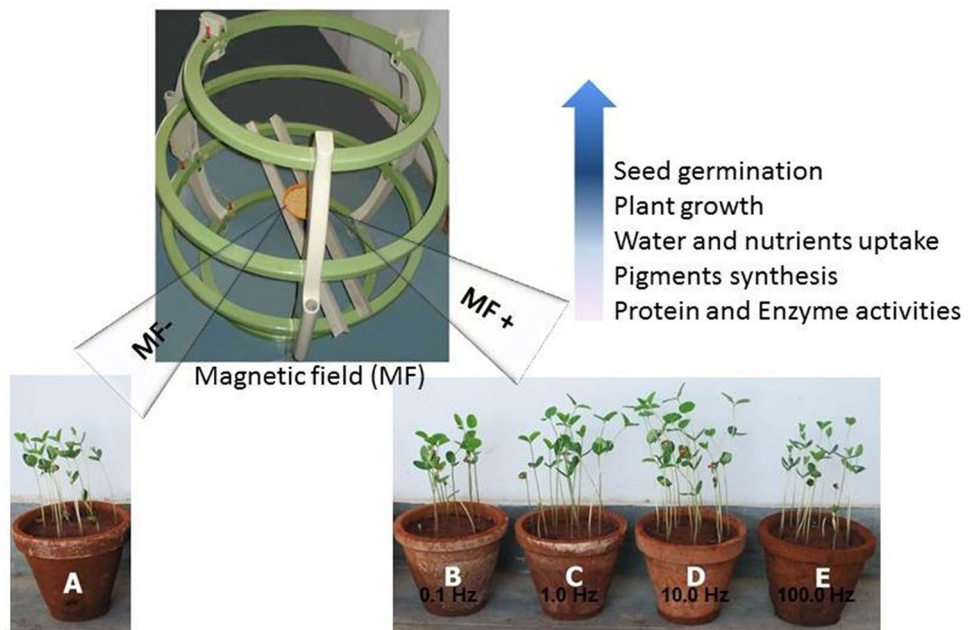 Seed germination
Plant growth
Water and nutrients uptake
Pigments synthesis
Protein and Enzyme activities
MF-
MF +
Magnetic field (MF)
A
B
0.1 Hz
C
1.0 Hz
D
10.0 Hz
E
100.0 Hz